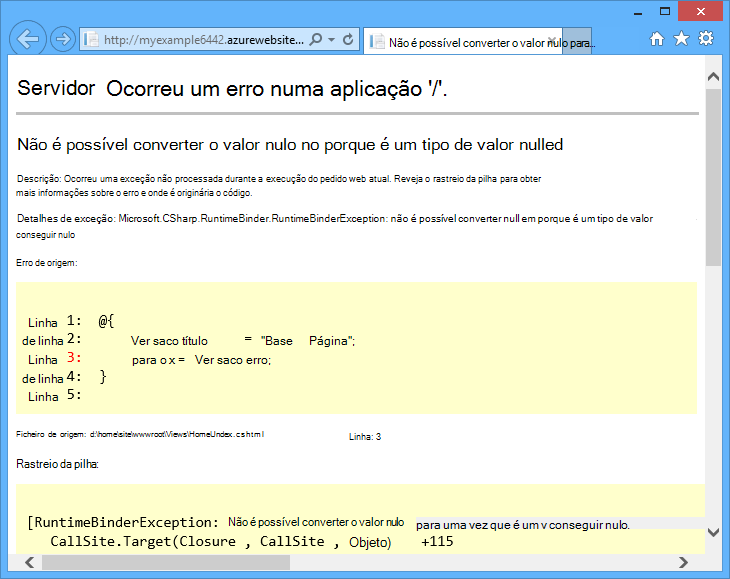 http://myexample6442.azurewebsite...
Não é possível converter o valor nulo para...
Servidor Ocorreu um erro numa aplicação '/'.
Não é possível converter o valor nulo no porque é um tipo de valor nulled
Descrição: Ocorreu uma exceção não processada durante a execução do pedido web atual. Reveja o rastreio da pilha para obter
mais informações sobre o erro e onde é originária o código.
Detalhes de exceção: Microsoft.CSharp.RuntimeBinder.RuntimeBinderException: não é possível converter null em porque é um tipo de valor
conseguir nulo
Erro de origem:
Linha 1: @{
de linha 2: Ver saco título = "Base Página";
Linha 3: para o x = Ver saco erro;
de linha 4: }
Linha 5:
Ficheiro de origem: d:\home\site\wwwroot\Views\HomeUndex.cshtml Linha: 3
Rastreio da pilha:
[RuntimeBinderException: Não é possível converter o valor nulo para uma vez que é um v conseguir nulo.
CallSite.Target(Closure , CallSite , Objeto) +115